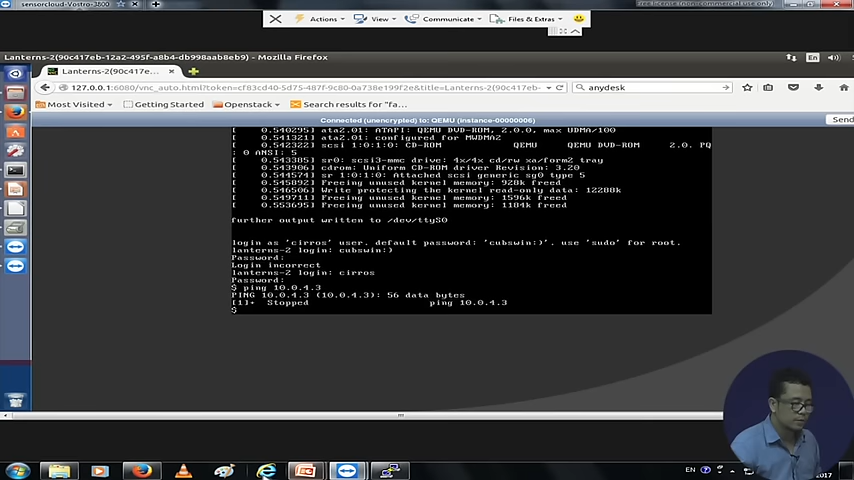 sensorcloud-Vostro-3800
Free license (non-commercial use only)
Actions
View
Communicate
Files & Extras
Lanterns-2(90c417eb-12a2-495f-a8b4-db998aab8eb9) - Mozilla Firefox
En
Lanterns-2(90c417eb...
127.0.0.1:6080/vnc_auto.html?token=cf83cd40-5d75-487f-9c80-0a738e199f2e&title=Lanterns-2(90c417eb-
anydesk
Most Visited
Getting Started
Openstack
Search results for "fa...
Connected (unencrypted) to: QEMU (instance-00000006)
Send
[    0.540295] ata2.01: ATAPI: QEMU DVD-ROM, 2.0.0, max UDMA/100
[    0.541321] ata2.01: configured for MWDMA2
[    0.542322] scsi 1:0:1:0: CD-ROM            QEMU     QEMU DVD-ROM     2.0. PQ
: 0 ANSI: 5
[    0.543385] sr0: scsi3-mmc drive: 4x/4x cd/rw xa/form2 tray
[    0.543906] cdrom: Uniform CD-ROM driver Revision: 3.20
[    0.544574] sr 1:0:1:0: Attached scsi generic sg0 type 5
[    0.545892] Freeing unused kernel memory: 928k freed
[    0.546506] Write protecting the kernel read-only data: 12288k
[    0.549711] Freeing unused kernel memory: 1596k freed
[    0.553695] Freeing unused kernel memory: 1184k freed
further output written to /dev/ttyS0
login as 'cirros' user. default password: 'cubswin:)'. use 'sudo' for root.
lanterns-2 login: cubswin:)
Password:
Login incorrect
lanterns-2 login: cirros
Password:
$ ping 10.0.4.3
PING 10.0.4.3 (10.0.4.3): 56 data bytes
[1]+  Stopped                    ping 10.0.4.3
$
EN
2017